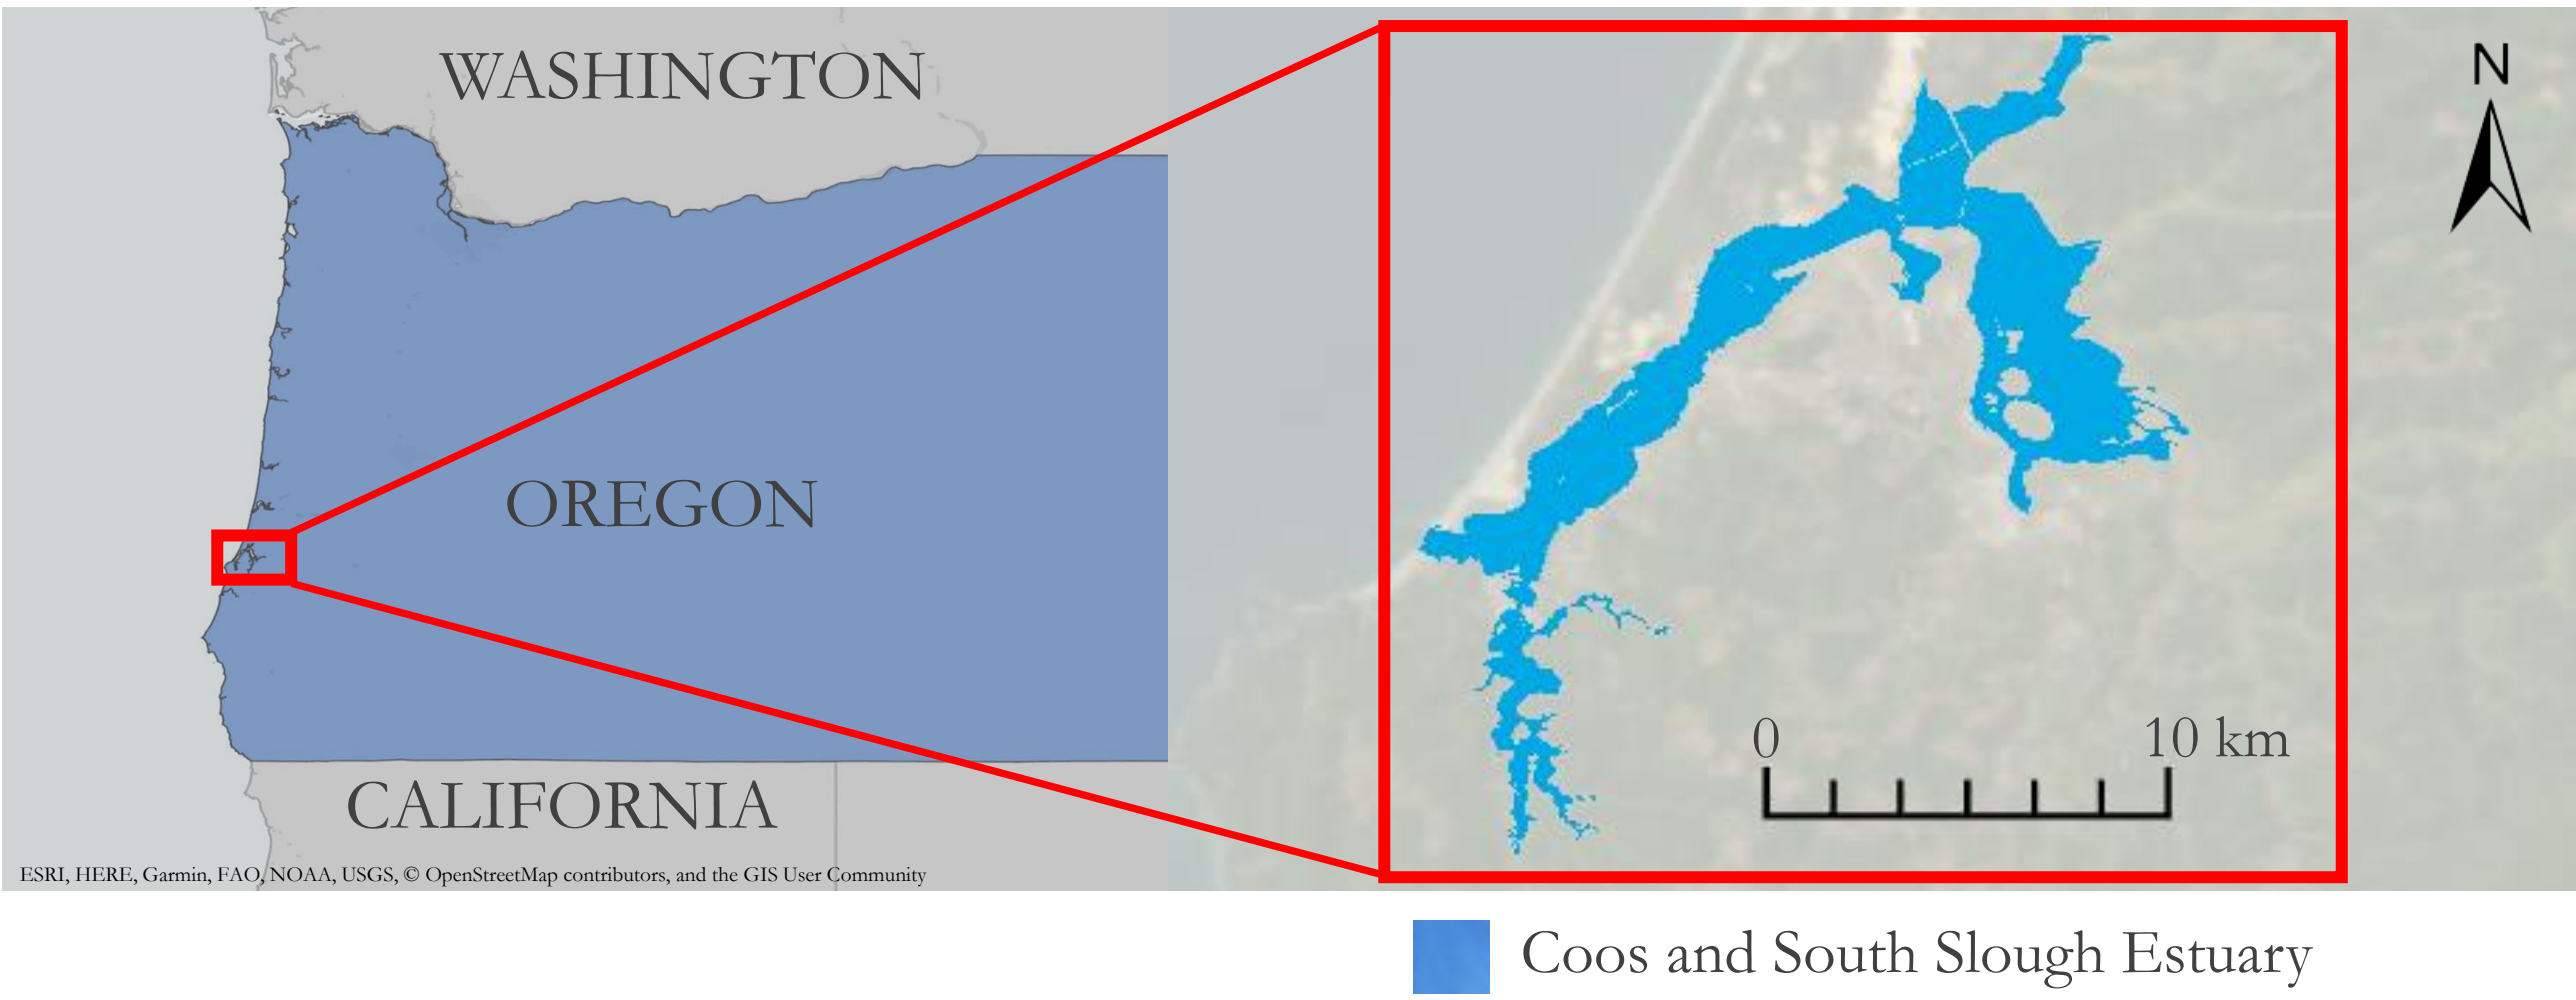 WASHINGTON
N
OREGON
0 10 km
CALIFORNIA
ESRI, HERE, Garmin, FAO, NOAA, USGS, © OpenStreetMap contributors, and the GIS User Community
Coos and South Slough Estuary